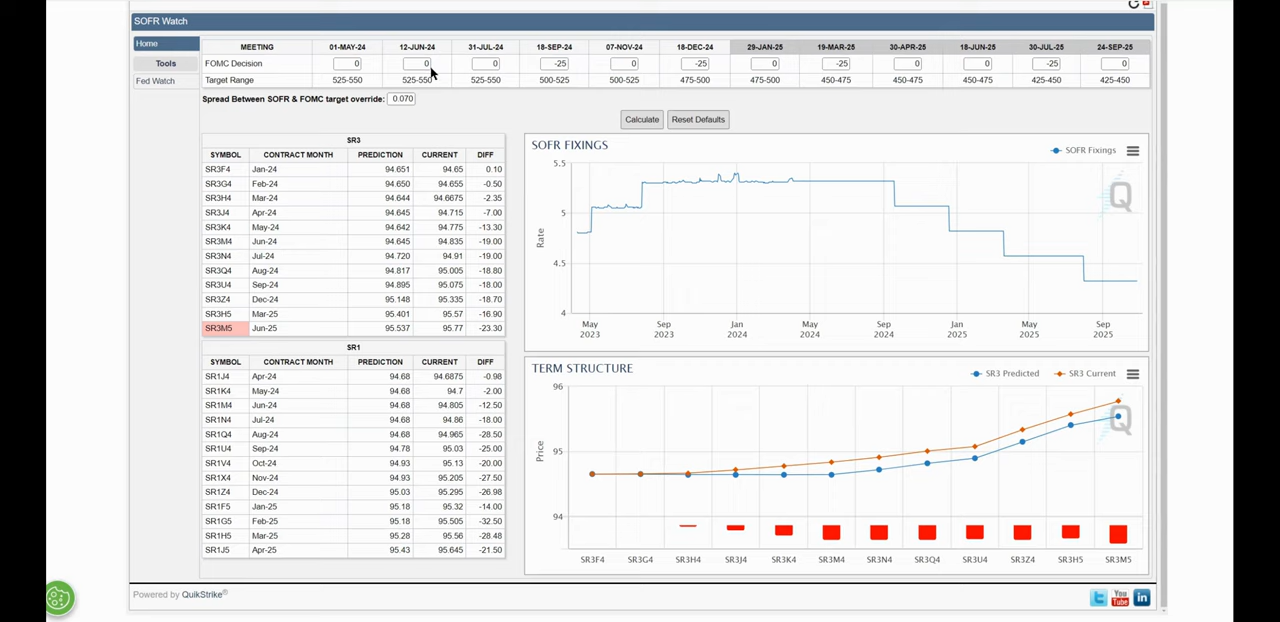 SOFR Watch
Home
Tools
Fed Watch
MEETING 01-MAY-24 12-JUN-24 31-JUL-24 18-SEP-24 07-NOV-24 18-DEC-24 29-JAN-25 19-MAR-25 30-APR-25 18-JUN-25 30-JUL-25 24-SEP-25
FOMC Decision 0 0 0 -25 0 -25 0 -25 0 0 -25 0
Target Range 525-550 525-550 525-550 500-525 500-525 475-500 475-500 450-475 450-475 450-475 425-450 425-450
Spread Between SOFR & FOMC target override: 0.070
Calculate Reset Defaults
SR3
SYMBOL CONTRACT MONTH PREDICTION CURRENT DIFF
SR3F4 Jan-24 94.651 94.65 0.10
SR3G4 Feb-24 94.650 94.655 -0.50
SR3H4 Mar-24 94.644 94.6675 -2.35
SR3J4 Apr-24 94.645 94.715 -7.00
SR3K4 May-24 94.642 94.775 -13.30
SR3M4 Jun-24 94.645 94.835 -19.00
SR3N4 Jul-24 94.720 94.91 -19.00
SR3Q4 Aug-24 94.817 95.005 -18.80
SR3U4 Sep-24 94.895 95.075 -18.00
SR3Z4 Dec-24 95.148 95.335 -18.70
SR3H5 Mar-25 95.401 95.57 -16.90
SR3M5 Jun-25 95.537 95.77 -23.30
SR1
SYMBOL CONTRACT MONTH PREDICTION CURRENT DIFF
SR1J4 Apr-24 94.68 94.6875 -0.98
SR1K4 May-24 94.68 94.7 -2.00
SR1M4 Jun-24 94.68 94.805 -12.50
SR1N4 Jul-24 94.68 94.86 -18.00
SR1Q4 Aug-24 94.68 94.965 -28.50
SR1U4 Sep-24 94.78 95.03 -25.00
SR1V4 Oct-24 94.93 95.13 -20.00
SR1X4 Nov-24 94.93 95.205 -27.50
SR1Z4 Dec-24 95.03 95.295 -26.98
SR1F5 Jan-25 95.18 95.32 -14.00
SR1G5 Feb-25 95.18 95.505 -32.50
SR1H5 Mar-25 95.28 95.56 -28.48
SR1J5 Apr-25 95.43 95.645 -21.50
SOFR FIXINGS
SOFR Fixings
5.5
5
4.5
4
Rate
Q
May Sep Jan May Sep Jan May Sep
2023 2023 2024 2024 2024 2025 2025 2025
TERM STRUCTURE
SR3 Predicted SR3 Current
96
95
94
Price
Q
SR3F4 SR3G4 SR3H4 SR3J4 SR3K4 SR3M4 SR3N4 SR3Q4 SR3U4 SR3Z4 SR3H5 SR3M5
Powered by QuikStrike®
You
Tube
in